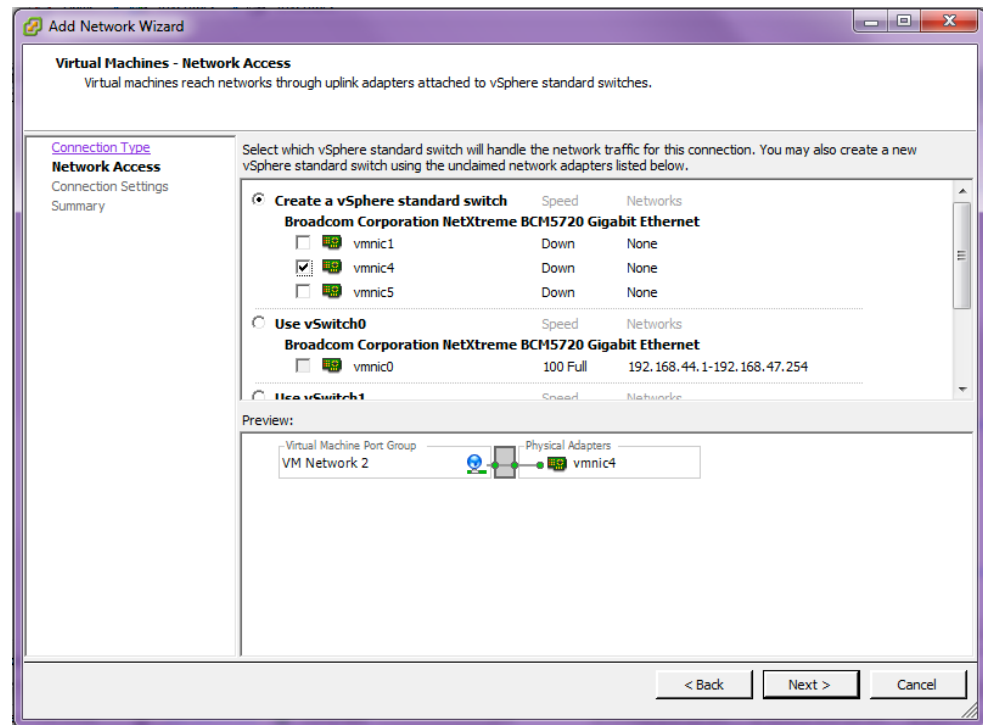 Add Network Wizard
Virtual Machines - Network Access
Virtual machines reach networks through uplink adapters attached to vSphere standard switches.
Connection Type
Network Access
Connection Settings
Summary
Select which vSphere standard switch will handle the network traffic for this connection. You may also create a new
vSphere standard switch using the unclaimed network adapters listed below.
Create a vSphere standard switch Speed Networks
Broadcom Corporation NetXtreme BCM5720 Gigabit Ethernet
vmnic1 Down None
vmnic4 Down None
vmnic5 Down None
Use vSwitch0 Speed Networks
Broadcom Corporation NetXtreme BCM5720 Gigabit Ethernet
vmnic0 100 Full 192.168.44.1-192.168.47.254
Use vSwitch1 Speed Networks
Preview:
Virtual Machine Port Group Physical Adapters
VM Network 2 vmnic4
< Back Next > Cancel